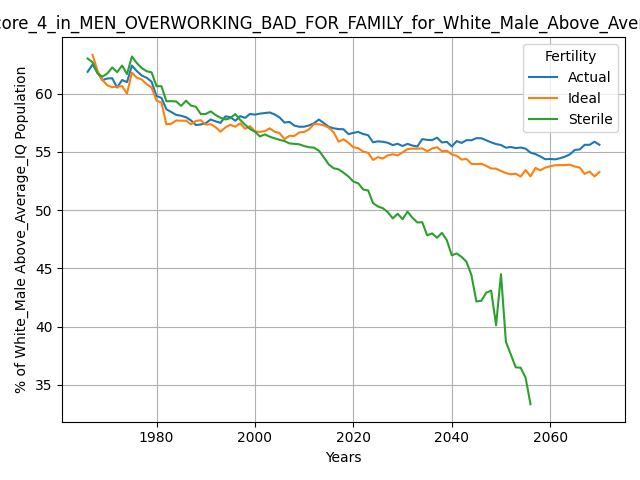 core_4_in_MEN_OVERWORKING_BAD_FOR_FAMILY_for_White_Male_Above_Aver
% of White_Male Above_Average_IQ Population
60
55
50
45
40
35
1980
2000
2020
2040
2060
Years
Fertility
Actual
Ideal
Sterile